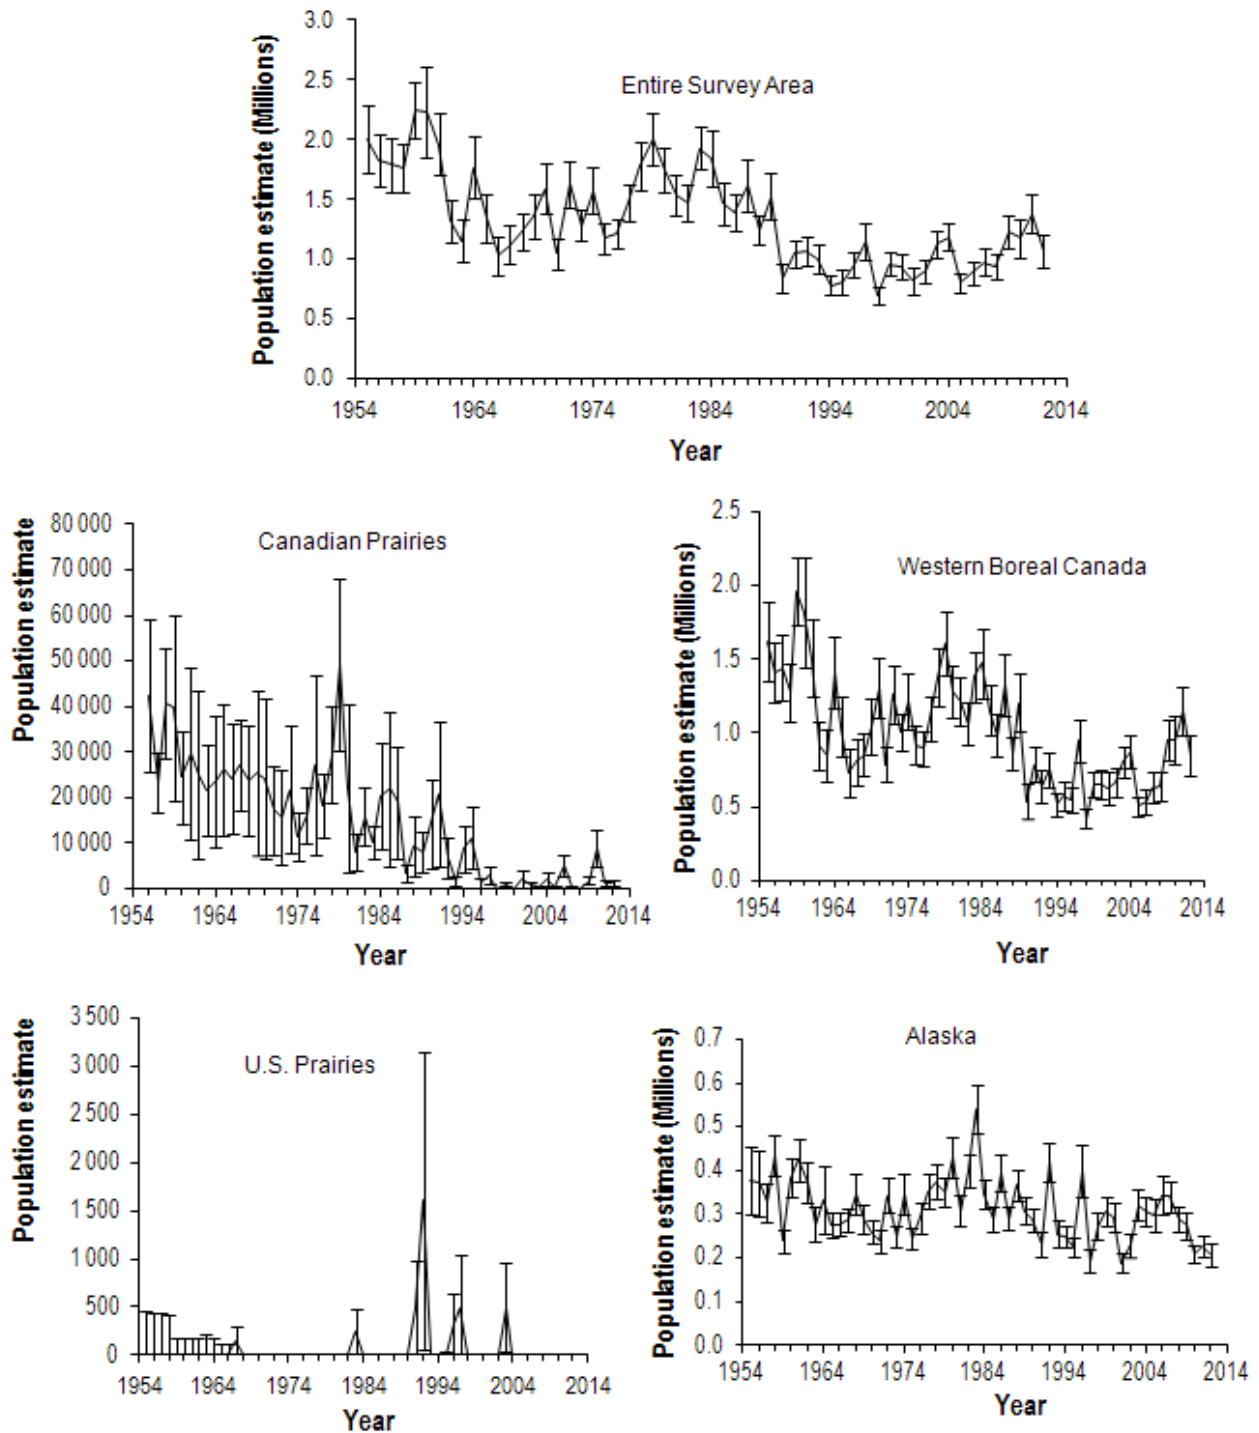 Entire Survey Area
Population estimate (Millions)
3.0
2.5
2.0
1.5
1.0
0.5
0.0
1954 1964 1974 1984 1994 2004 2014
Year
Canadian Prairies
Population estimate
80 000
70 000
60 000
50 000
40 000
30 000
20 000
10 000
0
1954 1964 1974 1984 1994 2004 2014
Year
Western Boreal Canada
Population estimate (Millions)
2.5
2.0
1.5
1.0
0.5
0.0
1954 1964 1974 1984 1994 2004 2014
Year
U.S. Prairies
Population estimate
3 500
3 000
2 500
2 000
1500
1000
500
0
1954 1964 1974 1984 1994 2004 2014
Year
Alaska
Population estimate (Millions)
0.7
0.6
0.5
0.4
0.3
0.2
0.1
0.0
1954 1964 1974 1984 1994 2004 2014
Year